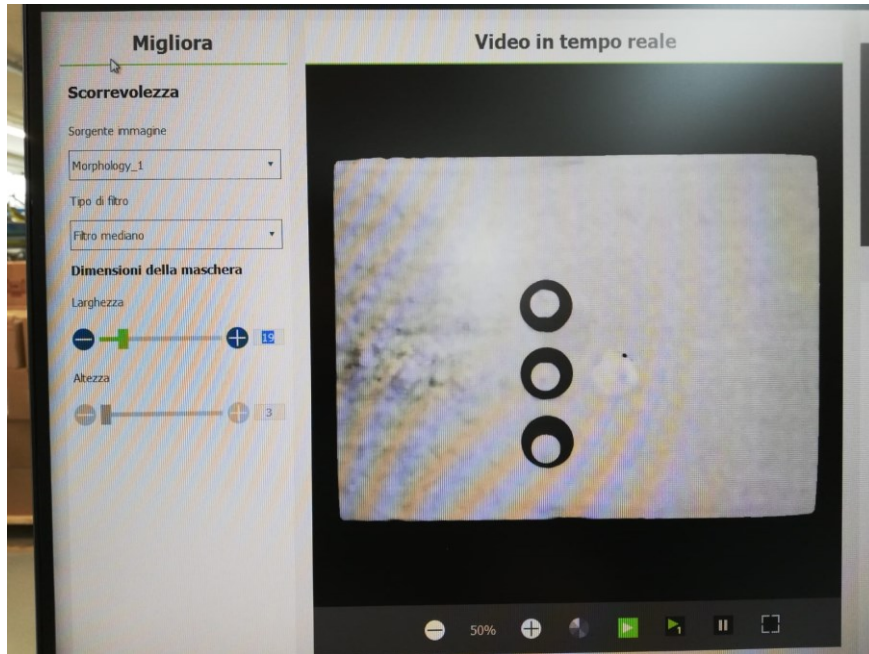 Migliora
Scorrevolezza
Sorgente immagine
Morphology_1
Tipo di filtro
Filtro mediano
Dimensioni della maschera
Larghezza
19
Altezza
3
Video in tempo reale
50%
1